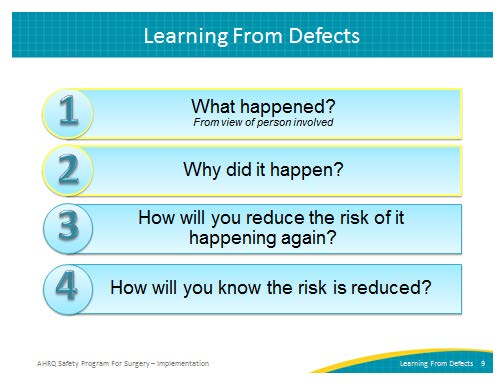 Learning From Defects
1
What happened?
From view of person involved
2
Why did it happen?
3
How will you reduce the risk of it
happening again?
4
How will you know the risk is reduced?
AHRQ Safety Program For Surgery – Implementation
Learning From Defects 9